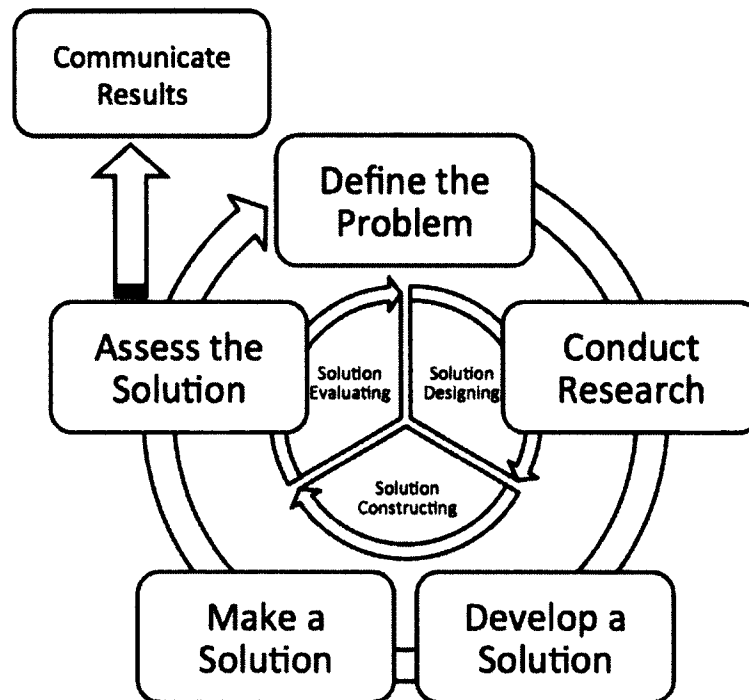 Communicate
Results
Define the
Problem
Assess the
Solution
Solution
Evaluating
Solution
Designing
Conduct
Research
Solution
Constructing
Make a
Solution
Develop a
Solution